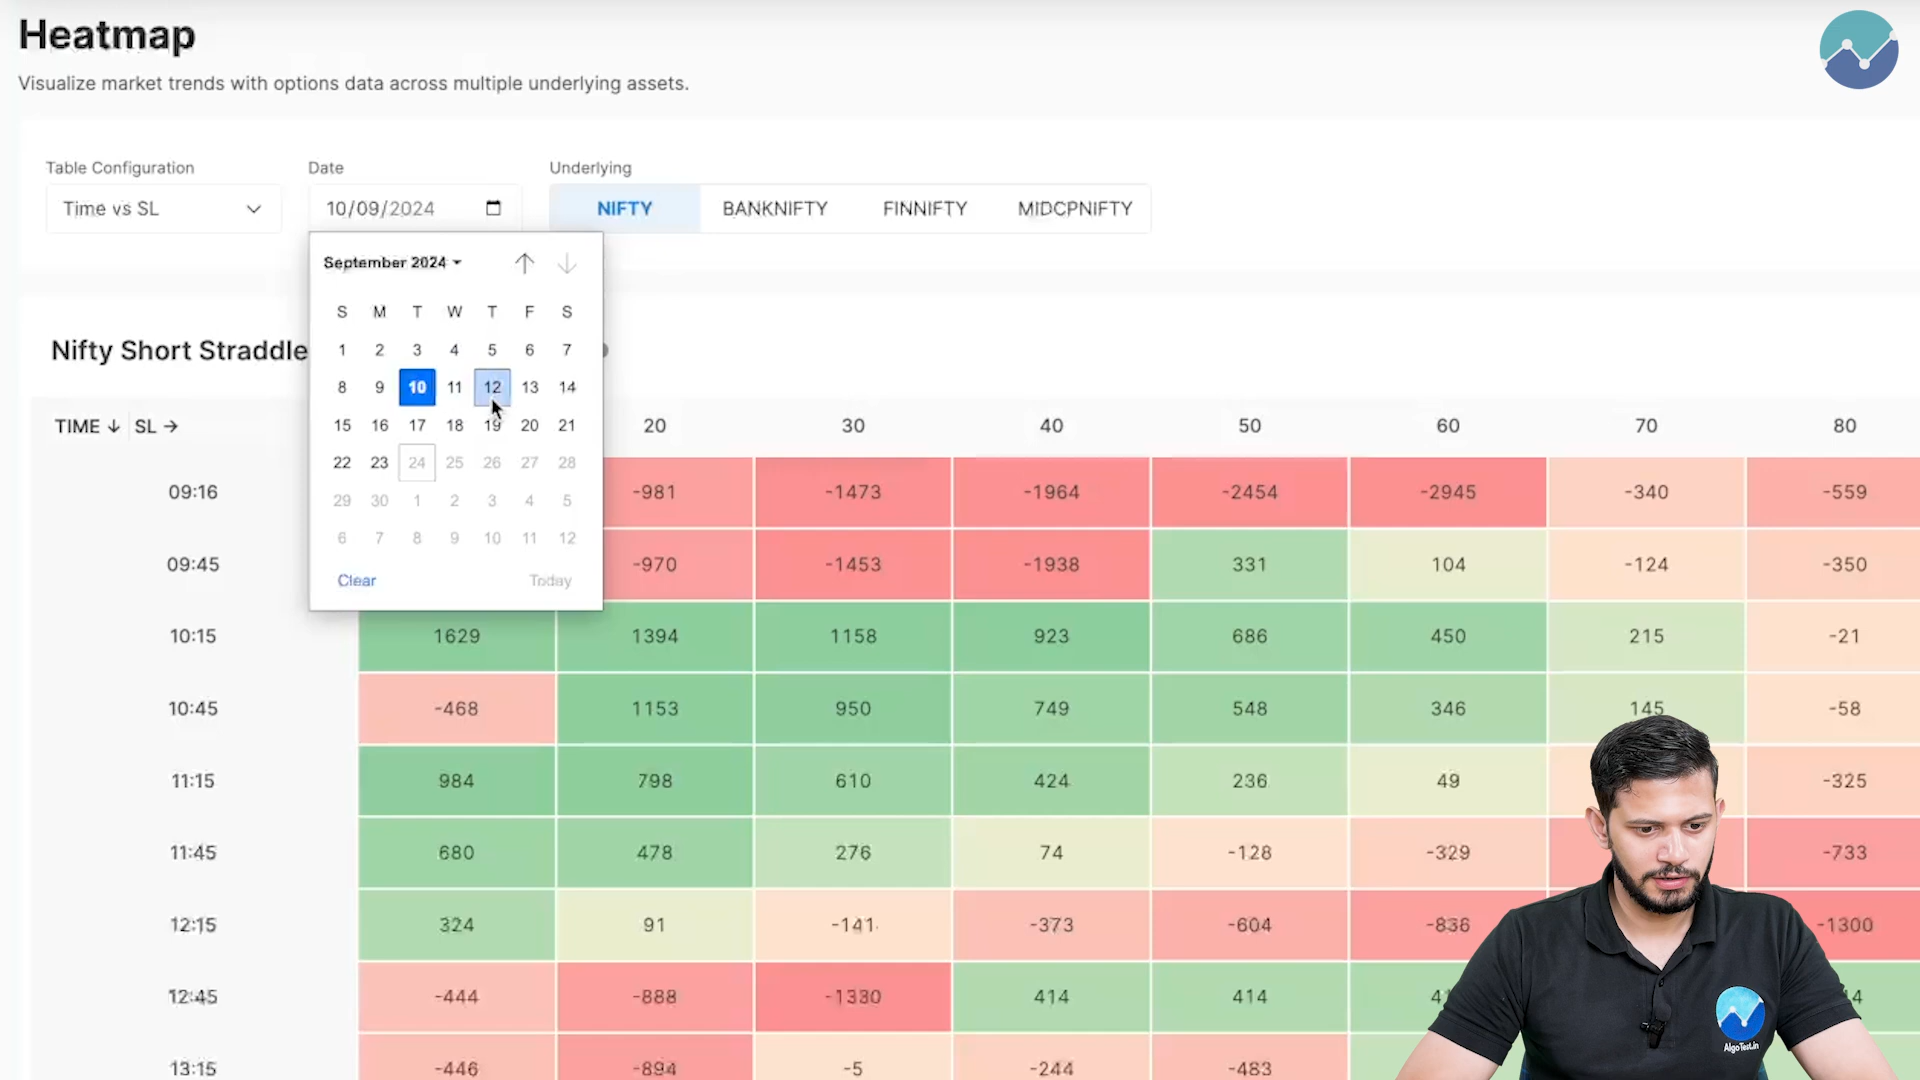 Heatmap
Visualize market trends with options data across multiple underlying assets.
Table Configuration Date Underlying
Time vs SL 10/09/2024 NIFTY BANKNIFTY FINNIFTY MIDCPNIFTY
September 2024
S M T W T F S
1 2 3 4 5 6 7
8 9 10 11 12 13 14
15 16 17 18 19 20 21
22 23 24 25 26 27 28
29 30 1 2 3 4 5
6 7 8 9 10 11 12
Clear Today
Nifty Short Straddle
TIME ↓ SL → 20 30 40 50 60 70 80
09:16 -981 -1473 -1964 -2454 -2945 -340 -559
09:45 -970 -1453 -1938 331 104 -124 -350
10:15 1629 1394 1158 923 686 450 215 -21
10:45 -468 1153 950 749 548 346 145 -58
11:15 984 798 610 424 236 49 -325
11:45 680 478 276 74 -128 -329 -733
12:15 324 91 -141 -373 -604 -836 -1300
12:45 -444 -888 -1330 414 414
13:15 -446 -894 -5 -244 -483
AlgoTest.in